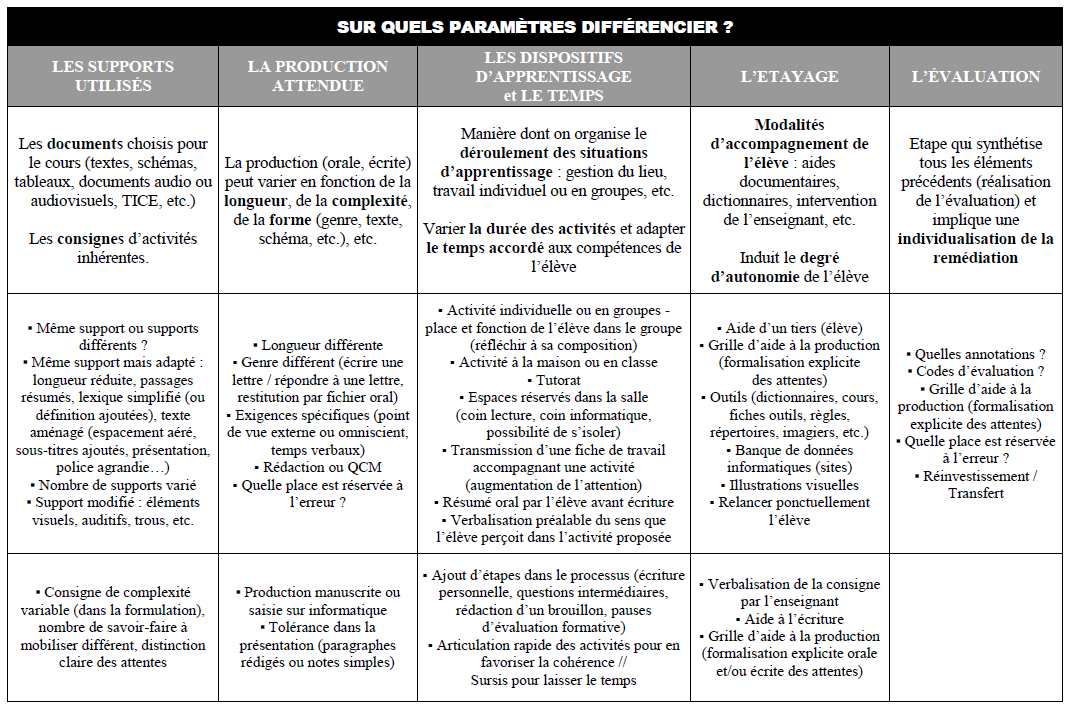 SUR QUELS PARAMÈTRES DIFFÉRENCIER ?
LES SUPPORTS
UTILISÉS
LA PRODUCTION
ATTENDUE
LES DISPOSITIFS
D’APPRENTISSAGE
et LE TEMPS
L’ETAYAGE
L’ÉVALUATION
Les documents choisis pour
le cours (textes, schémas,
tableaux, documents audio ou
audiovisuels, TICE, etc.)
Les consignes d’activités
inhérentes.
La production (orale, écrite)
peut varier en fonction de la
longueur, de la complexité,
de la forme (genre, texte,
schéma, etc.), etc.
Manière dont on organise le
déroulement des situations
d’apprentissage : gestion du lieu,
travail individuel ou en groupes, etc.
Varier la durée des activités et adapter
le temps accordé aux compétences de
l’élève
Modalités
d’accompagnement de
l’élève : aides
documentaires,
dictionnaires, intervention
de l’enseignant, etc.
Induit le degré
d’autonomie de l’élève
Etape qui synthétise
tous les éléments
précédents (réalisation
de l’évaluation) et
implique une
individualisation de la
remédiation
▪ Même support ou supports
différents ?
▪ Même support mais adapté :
longueur réduite, passages
résumés, lexique simplifié (ou
définition ajoutées), texte
aménagé (espacement aéré,
sous-titres ajoutés, présentation,
police agrandie…)
▪ Nombre de supports varié
▪ Support modifié : éléments
visuels, auditifs, trous, etc.
▪ Longueur différente
▪ Genre différent (écrire une
lettre / répondre à une lettre,
restitution par fichier oral)
▪ Exigences spécifiques (point
de vue externe ou omniscient,
temps verbaux)
▪ Rédaction ou QCM
▪ Quelle place est réservée à
l’erreur ?
▪ Activité individuelle ou en groupes -
place et fonction de l’élève dans le groupe
(réfléchir à sa composition)
▪ Activité à la maison ou en classe
▪ Tutorat
▪ Espaces réservés dans la salle
(coin lecture, coin informatique,
possibilité de s’isoler)
▪ Transmission d’une fiche de travail
accompagnant une activité
(augmentation de l’attention)
▪ Résumé oral par l’élève avant écriture
▪ Verbalisation préalable du sens que
l’élève perçoit dans l’activité proposée
▪ Aide d’un tiers (élève)
▪ Grille d’aide à la production
(formalisation explicite
des attentes)
▪ Outils (dictionnaires, cours,
fiches outils, règles,
répertoires, imagiers, etc.)
▪ Banque de données
informatiques (sites)
▪ Illustrations visuelles
▪ Relancer ponctuellement
l’élève
▪ Quelles annotations ?
▪ Codes d’évaluation ?
▪ Grille d’aide à la
production (formalisation
explicite des attentes)
▪ Quelle place est réservée
à l’erreur ?
▪ Réinvestissement /
Transfert
▪ Consigne de complexité
variable (dans la formulation),
nombre de savoir-faire à
mobiliser différent, distinction
claire des attentes
▪ Production manuscrite ou
saisie sur informatique
▪ Tolérance dans la
présentation (paragraphes
rédigés ou notes simples)
▪ Ajout d’étapes dans le processus (écriture
personnelle, questions intermédiaires,
rédaction d’un brouillon, pauses
d’évaluation formative)
▪ Articulation rapide des activités pour en
favoriser la cohérence //
Sursis pour laisser le temps
▪ Verbalisation de la consigne
par l’enseignant
▪ Aide à l’écriture
▪ Grille d’aide à la production
(formalisation explicite orale
et/ou écrite des attentes)